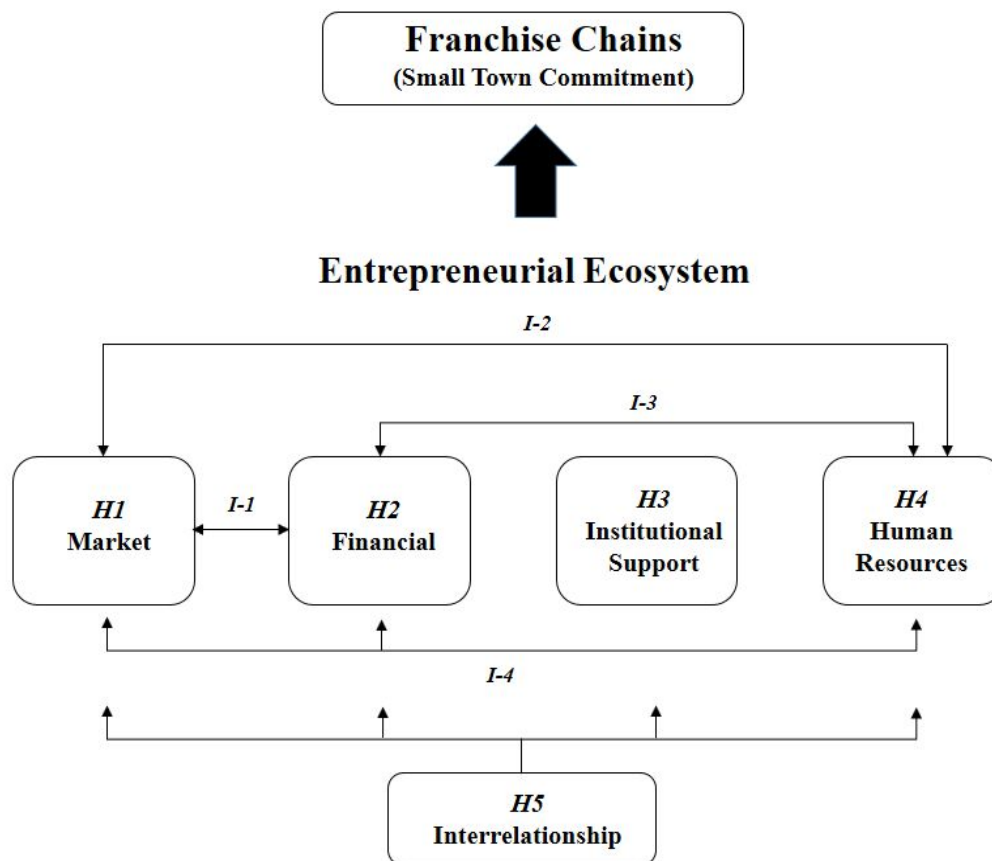 Franchise Chains
(Small Town Commitment)
Entrepreneurial Ecosystem
I-2
I-3
H1
Market
I-1
H2
Financial
H3
Institutional
Support
H4
Human
Resources
I-4
H5
Interrelationship